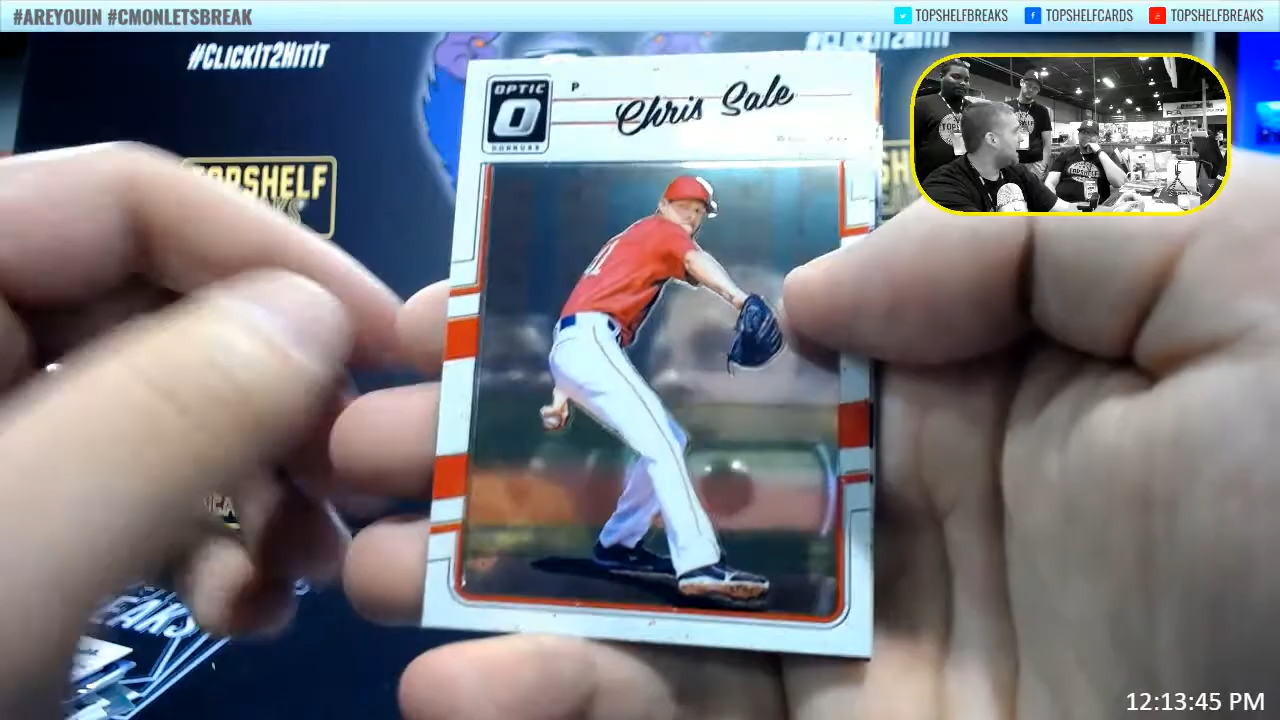 #AREYOUIN #CMONLETSBREAK
TOPSHELFBREAKS
TOPSHELFCARDS
TOPSHELFBREAKS
#CLICKIT2HITIT
OPTIC
O
DONRUSS
P
Chris Sale
TOPSHELF
12:13:45 PM